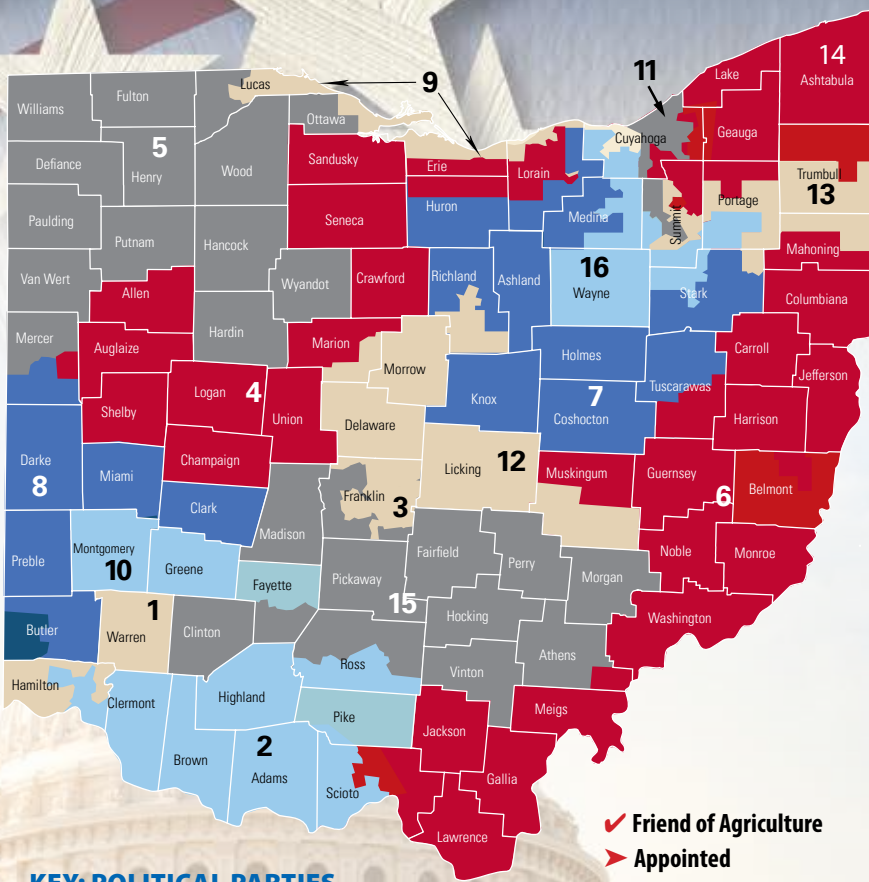 14
11
Lake
Ashtabula
Lucas
9
Fulton
Williams
Ottawa
Cuyahoga
Geauga
5
Defiance
Henry
Wood
Sandusky
Erie
Lorain
Trumbull
13
Paulding
Putnam
Hancock
Seneca
Huron
Medina
Summit
Portage
Mahoning
Van Wert
Allen
Wyandot
Crawford
Richland
Ashland
16
Wayne
Stark
Columbiana
Mercer
Auglaize
Hardin
Marion
Morrow
Holmes
Carroll
Jefferson
Shelby
Logan
4
Union
Delaware
Knox
7
Coshocton
Tuscarawas
Harrison
Darke
8
Miami
Champaign
Franklin
3
Licking
12
Muskingum
Guernsey
6
Belmont
Clark
Madison
Preble
Montgomery
10
Greene
Fayette
Pickaway
Fairfield
Perry
Morgan
Noble
Monroe
15
Butler
1
Warren
Clinton
Ross
Hocking
Washington
Athens
Vinton
Hamilton
Clermont
Highland
Pike
Jackson
Meigs
Brown
2
Adams
Scioto
Gallia
Lawrence
✔ Friend of Agriculture
➤ Appointed
KEY: POLITICAL PARTIES